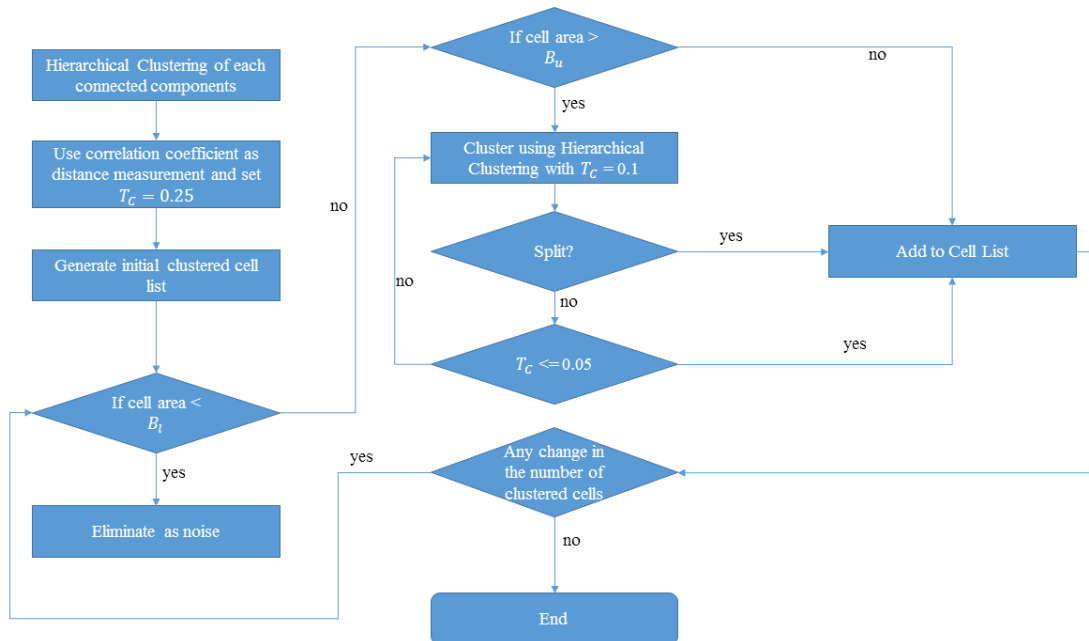 Hierarchical Clustering of each
connected components
Use correlation coefficient as
distance measurement and set
T_C = 0.25
Generate initial clustered cell
list
If cell area <
B_l
yes
Eliminate as noise
no
If cell area >
B_u
no
yes
Cluster using Hierarchical
Clustering with T_C = 0.1
Split?
yes
no
no
T_C <= 0.05
yes
Add to Cell List
Any change in
the number of
clustered cells
yes
no
End